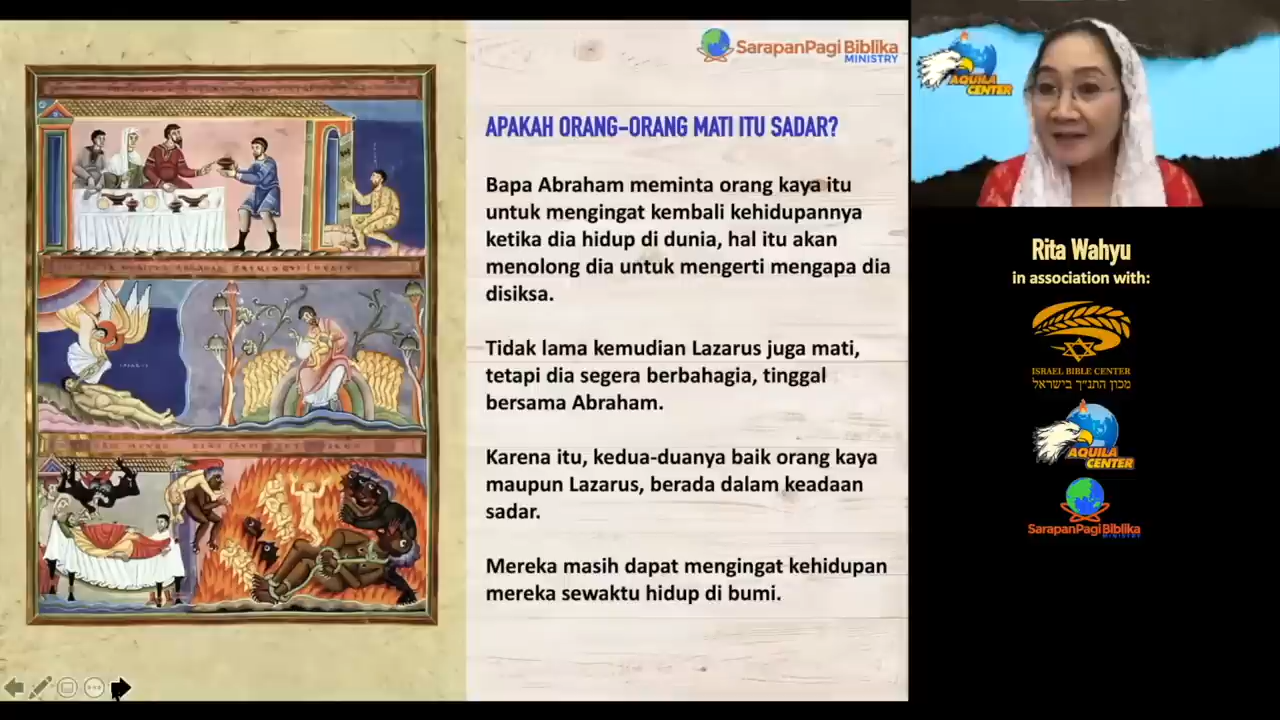 SarapanPagi Biblika
MINISTRY
APAKAH ORANG-ORANG MATI ITU SADAR?
Bapa Abraham meminta orang kaya itu
untuk mengingat kembali kehidupannya
ketika dia hidup di dunia, hal itu akan
menolong dia untuk mengerti mengapa dia
disiksa.
Tidak lama kemudian Lazarus juga mati,
tetapi dia segera berbahagia, tinggal
bersama Abraham.
Karena itu, kedua-duanya baik orang kaya
maupun Lazarus, berada dalam keadaan
sadar.
Mereka masih dapat mengingat kehidupan
mereka sewaktu hidup di bumi.
AQUILA
CENTER
Rita Wahyu
in association with:
ISRAEL BIBLE CENTER
מכון התנ״ך בישראל
AQUILA
CENTER
SarapanPagi Biblika
MINISTRY